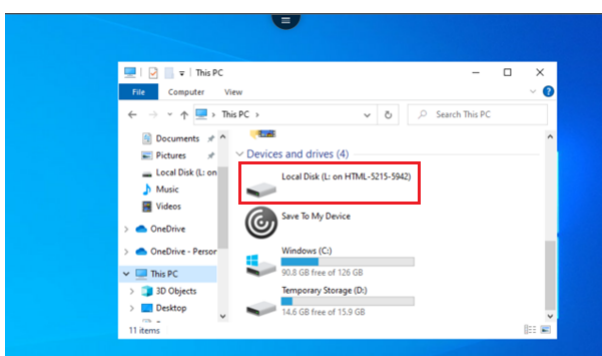 This PC
File Computer View
This PC
Search This PC
Documents
Pictures
Local Disk (L: on
Music
Videos
OneDrive
OneDrive - Person
This PC
3D Objects
Desktop
11 items
Devices and drives (4)
Local Disk (L: on HTML-5215-5942)
Save To My Device
Windows (C:)
90.8 GB free of 126 GB
Temporary Storage (D:)
14.6 GB free of 15.9 GB